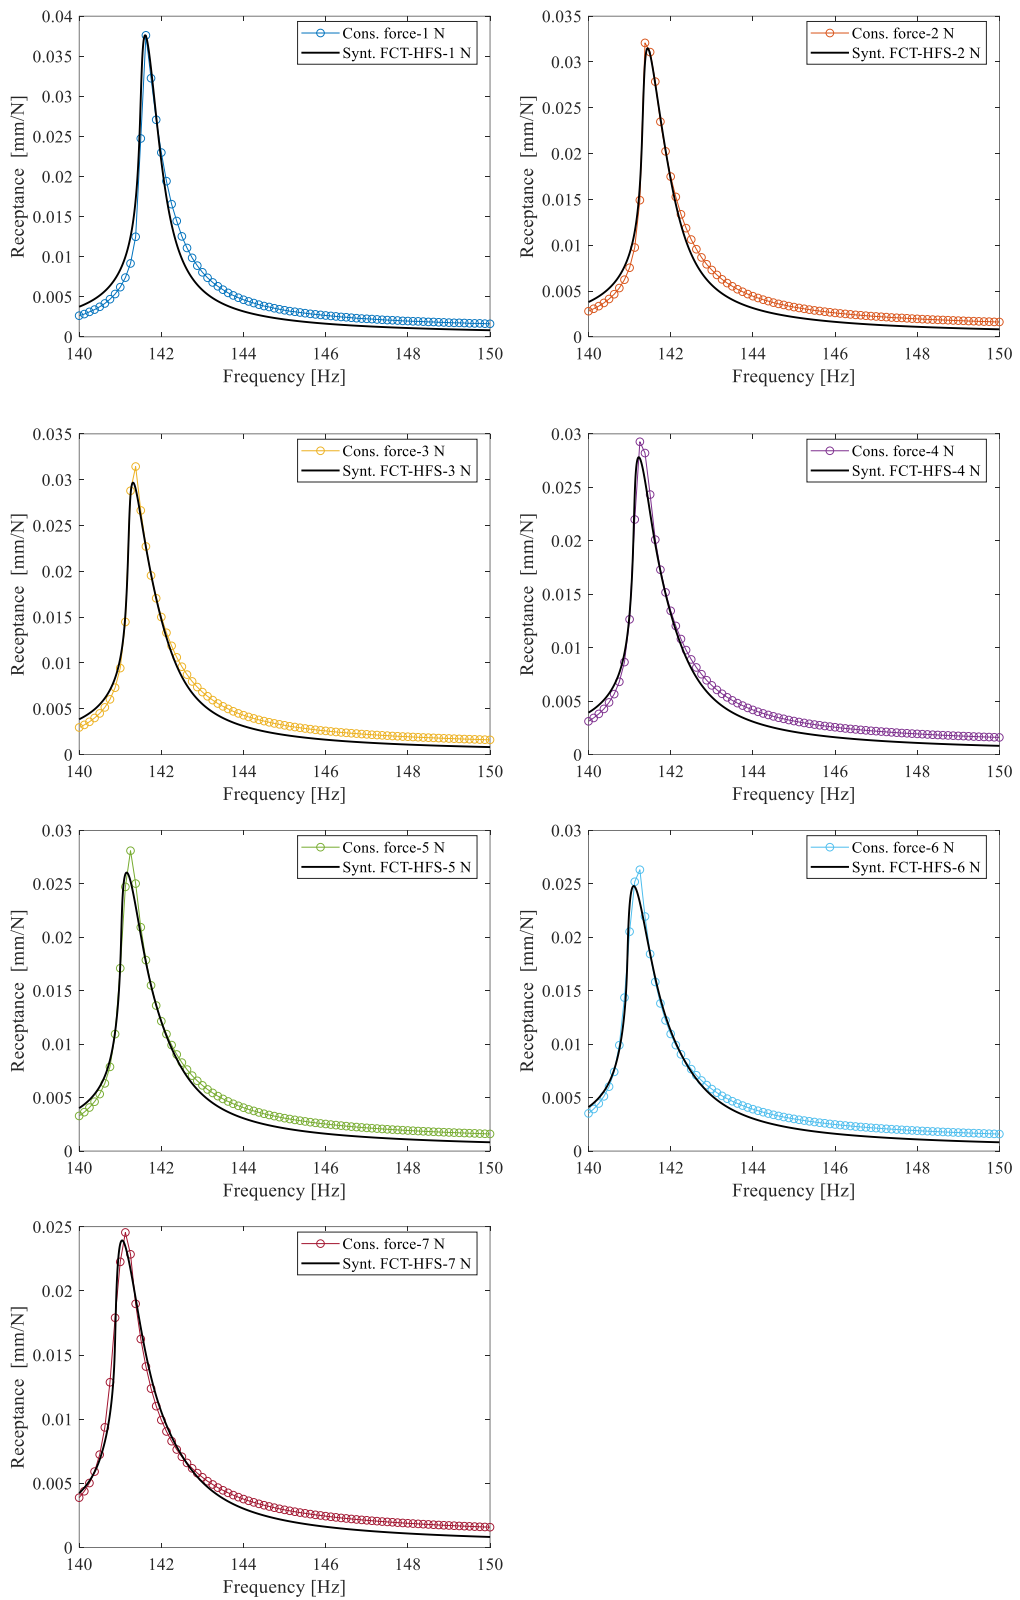 0.04
0.035
0.03
0.025
0.02
0.015
0.01
0.005
0
140 142 144 146 148 150
Receptance [mm/N]
Frequency [Hz]
Cons. force-1 N
Synt. FCT-HFS-1 N
0.035
0.03
0.025
0.02
0.015
0.01
0.005
0
140 142 144 146 148 150
Receptance [mm/N]
Frequency [Hz]
Cons. force-2 N
Synt. FCT-HFS-2 N
0.035
0.03
0.025
0.02
0.015
0.01
0.005
0
140 142 144 146 148 150
Receptance [mm/N]
Frequency [Hz]
Cons. force-3 N
Synt. FCT-HFS-3 N
0.03
0.025
0.02
0.015
0.01
0.005
0
140 142 144 146 148 150
Receptance [mm/N]
Frequency [Hz]
Cons. force-4 N
Synt. FCT-HFS-4 N
0.03
0.025
0.02
0.015
0.01
0.005
0
140 142 144 146 148 150
Receptance [mm/N]
Frequency [Hz]
Cons. force-5 N
Synt. FCT-HFS-5 N
0.03
0.025
0.02
0.015
0.01
0.005
0
140 142 144 146 148 150
Receptance [mm/N]
Frequency [Hz]
Cons. force-6 N
Synt. FCT-HFS-6 N
0.025
0.02
0.015
0.01
0.005
0
140 142 144 146 148 150
Receptance [mm/N]
Frequency [Hz]
Cons. force-7 N
Synt. FCT-HFS-7 N